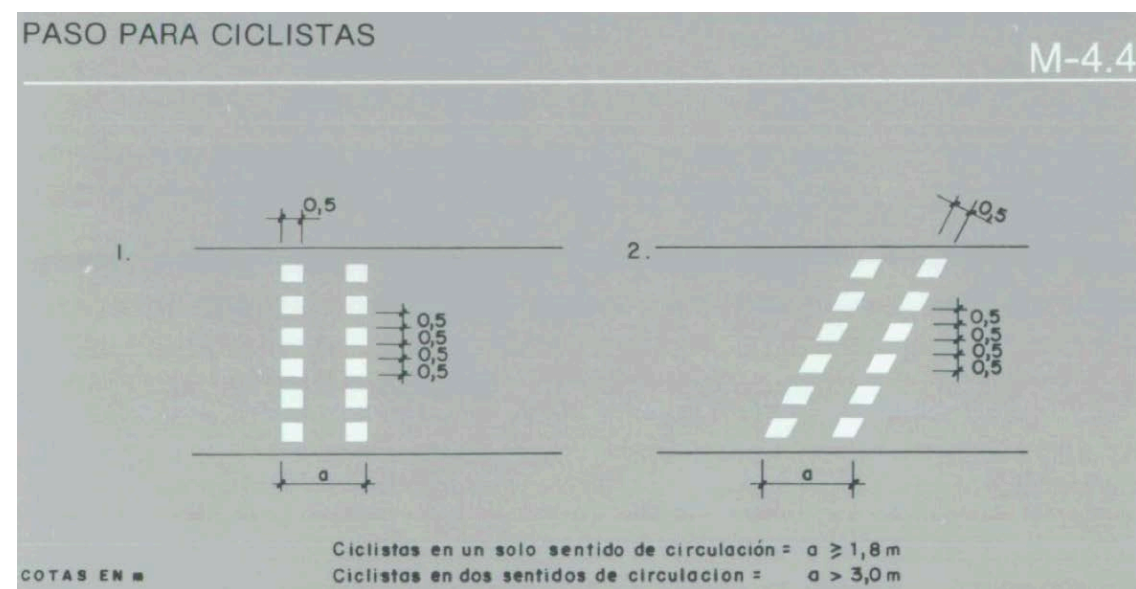 PASO PARA CICLISTAS
M-4.4
0,5
1.
0,5
0,5
0,5
0,5
a
0,5
2.
0,5
0,5
0,5
0,5
a
Ciclistas en un solo sentido de circulación = a ≥ 1,8 m
Ciclistas en dos sentidos de circulacion = a > 3,0 m
COTAS EN m